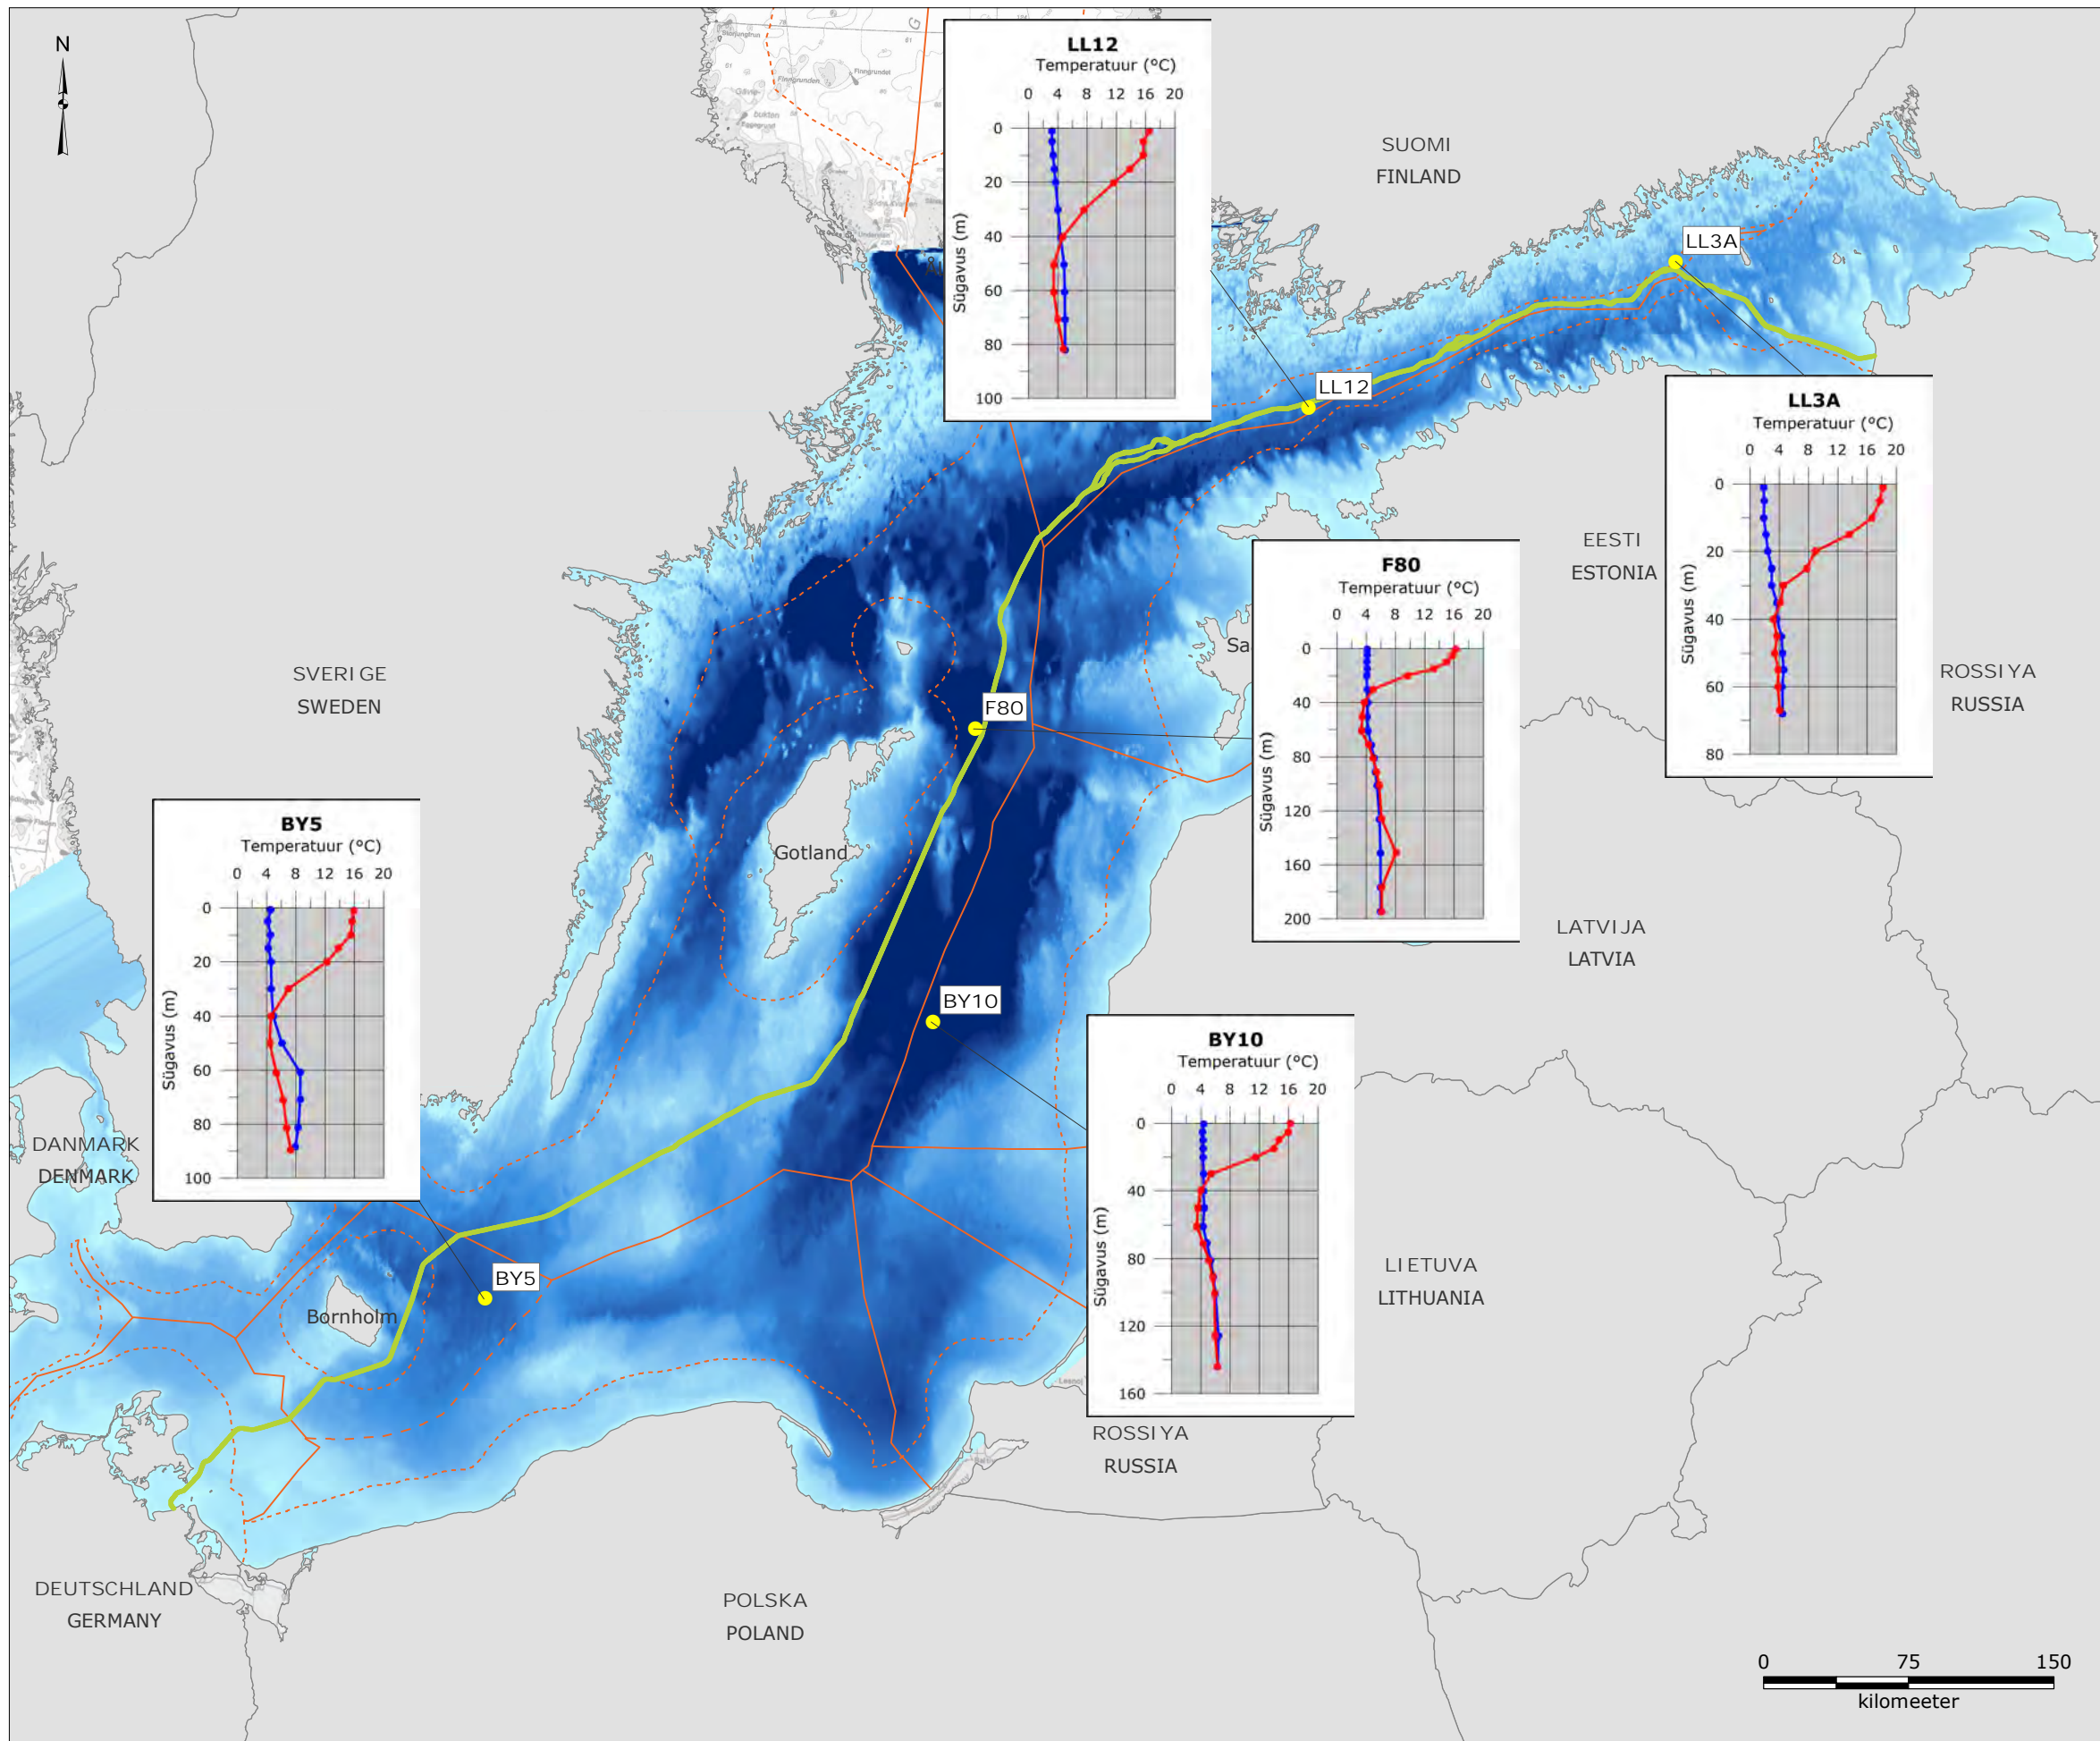 N
LL12
Temperatuur (°C)
0 4 8 12 16 20
Sügavus (m)
0
20
40
60
80
100
SUOMI
FINLAND
LL3A
LL12
LL3A
Temperatuur (°C)
0 4 8 12 16 20
Sügavus (m)
0
20
40
60
80
EESTI
ESTONIA
ROSSIYA
RUSSIA
F80
Temperatuur (°C)
0 4 8 12 16 20
Sügavus (m)
0
40
80
120
160
200
Sa
SVERIGE
SWEDEN
F80
Gotland
BY5
Temperatuur (°C)
0 4 8 12 16 20
Sügavus (m)
0
20
40
60
80
100
LATVIJA
LATVIA
BY10
BY10
Temperatuur (°C)
0 4 8 12 16 20
Sügavus (m)
0
40
80
120
160
DANMARK
DENMARK
BY5
Bornholm
LIETUVA
LITHUANIA
ROSSIYA
RUSSIA
DEUTSCHLAND
GERMANY
POLSKA
POLAND
0 75 150
kilomeeter